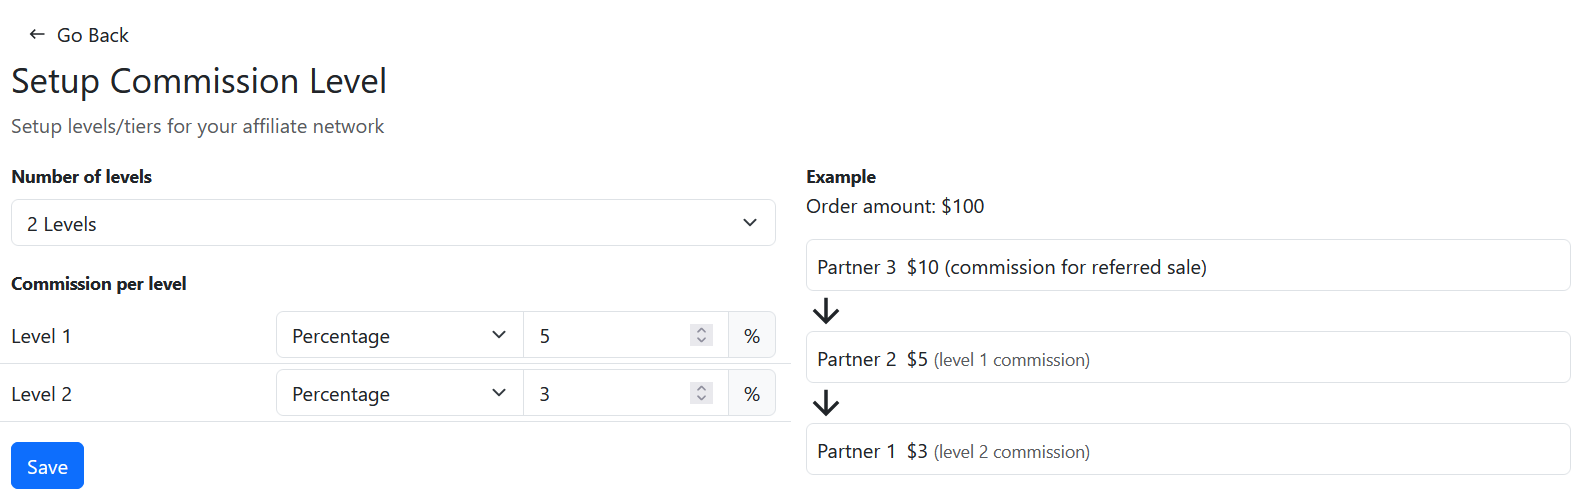 Go Back
Setup Commission Level
Setup levels/tiers for your affiliate network
Number of levels
2 Levels
Commission per level
Level 1 Percentage 5 %
Level 2 Percentage 3 %
Save
Example
Order amount: $100
Partner 3 $10 (commission for referred sale)
Partner 2 $5 (level 1 commission)
Partner 1 $3 (level 2 commission)